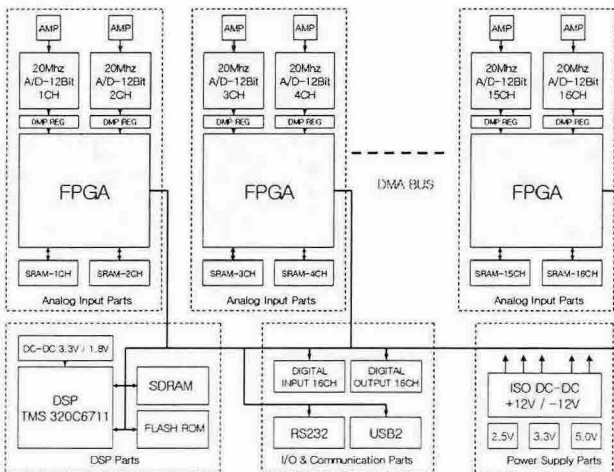 AMP
AMP
AMP
AMP
AMP
AMP
20Mhz
A/D-12Bit
1CH
20Mhz
A/D-12Bit
2CH
20Mhz
A/D-12Bit
3CH
20Mhz
A/D-12Bit
4CH
20Mhz
A/D-12Bit
15CH
20Mhz
A/D-12Bit
16CH
DMP REG
DMP REG
DMP REG
DMP REG
DMP REG
DMP REG
FPGA
FPGA
FPGA
DMA BUS
SRAM-1CH
SRAM-2CH
SRAM-3CH
SRAM-4CH
SRAM-15CH
SRAM-16CH
Analog Input Parts
Analog Input Parts
Analog Input Parts
DC-DC 3.3V / 1.8V
DSP
TMS 320C6711
SDRAM
FLASH ROM
DSP Parts
DIGITAL
INPUT 16CH
DIGITAL
OUTPUT 16CH
RS232
USB2
I/O & Communication Parts
ISO DC-DC
+12V / -12V
2.5V
3.3V
5.0V
Power Supply Parts